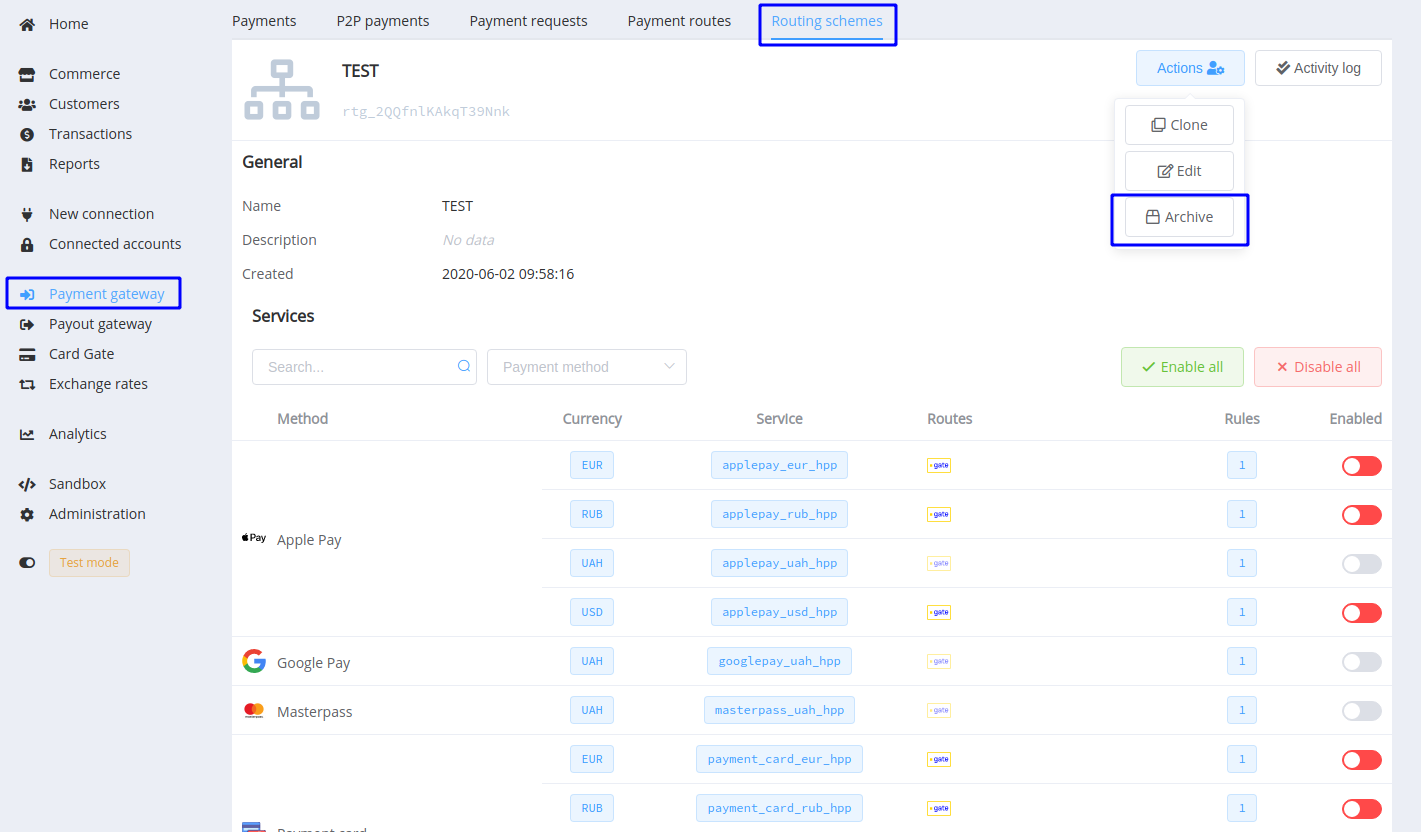 Home
Commerce
Customers
Transactions
Reports
New connection
Connected accounts
Payment gateway
Payout gateway
Card Gate
Exchange rates
Analytics
Sandbox
Administration
Test mode
Payments P2P payments Payment requests Payment routes Routing schemes
TEST
rtg_2QQfnlKAkqT39Nnk
Actions Activity log
Clone
Edit
Archive
General
Name TEST
Description No data
Created 2020-06-02 09:58:16
Services
Search... Payment method Enable all Disable all
Method Currency Service Routes Rules Enabled
EUR applepay_eur_hpp gate 1
RUB applepay_rub_hpp gate 1
Pay Apple Pay
UAH applepay_uah_hpp gate 1
USD applepay_usd_hpp gate 1
Google Pay UAH googlepay_uah_hpp gate 1
Masterpass UAH masterpass_uah_hpp gate 1
EUR payment_card_eur_hpp gate 1
RUB payment_card_rub_hpp gate 1
Payment card